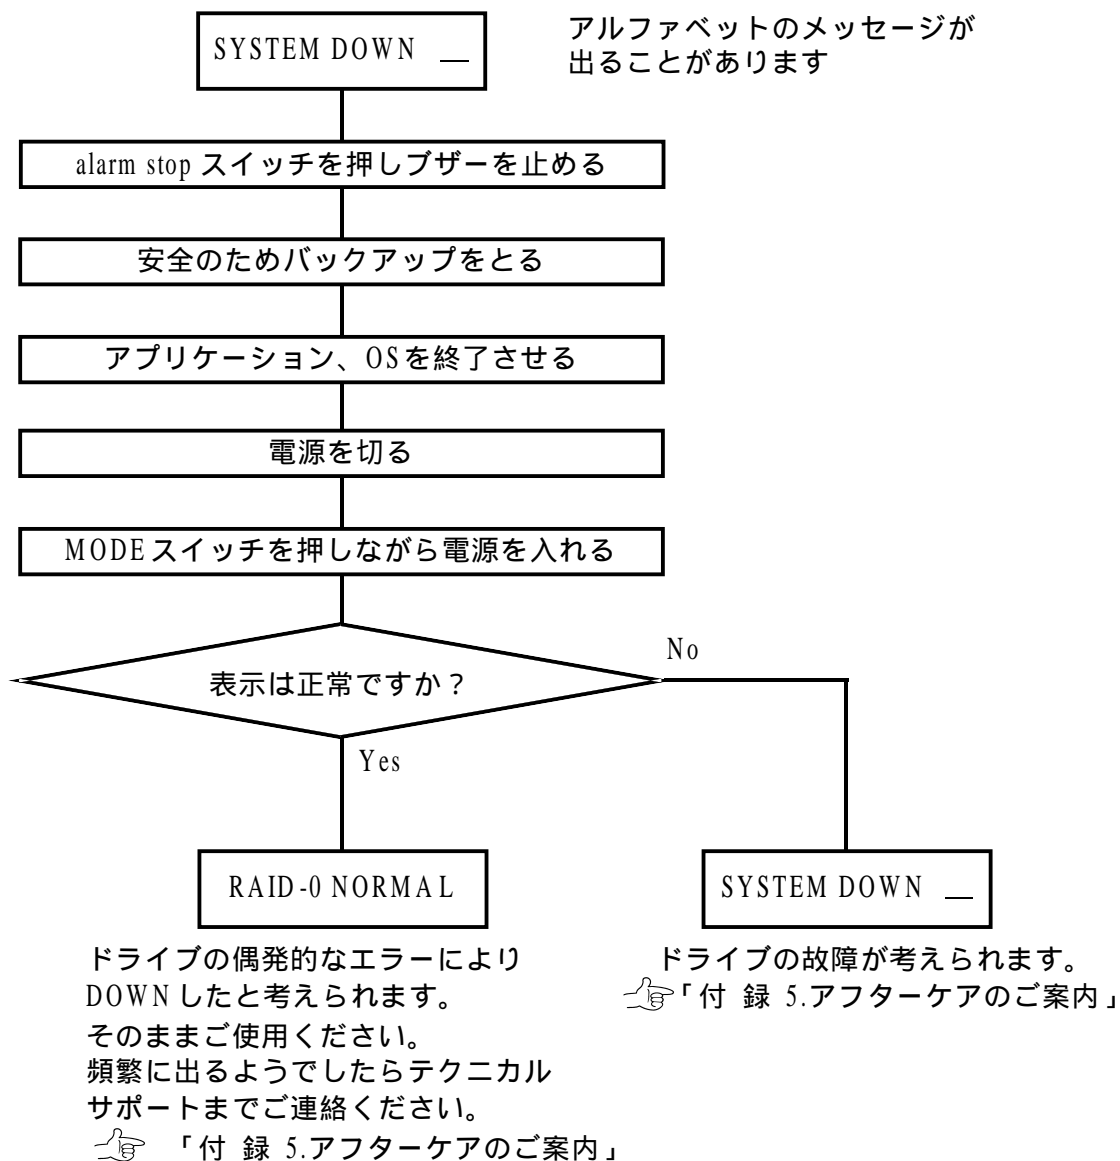 SYSTEM DOWN _
アルファベットのメッセージが
出ることがあります
alarm stop スイッチを押しブザーを止める
安全のためバックアップをとる
アプリケーション、OSを終了させる
電源を切る
MODEスイッチを押しながら電源を入れる
表示は正常ですか？
No
Yes
RAID-0 NORMAL
ドライブの偶発的なエラーにより
DOWNしたと考えられます。
そのままご使用ください。
頻繁に出るようでしたらテクニカル
サポートまでご連絡ください。
「付 録 5.アフターケアのご案内」
SYSTEM DOWN _
ドライブの故障が考えられます。
「付 録 5.アフターケアのご案内」